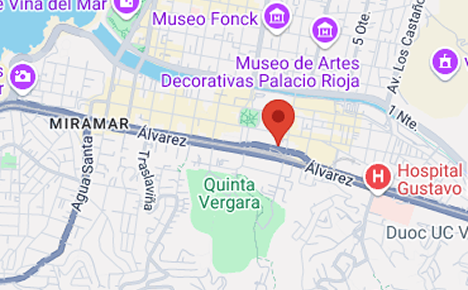 e Viña del Mar
Museo Fonck
5 Ote.
Av. Los Castaño
Museo de Artes
Decorativas Palacio Rioja
1 Nte.
MIRAMAR
Álvarez
Agua Santa
Traslaviña
Álvarez
Quinta
Vergara
Hospital
Gustavo
H
Duoc UC V